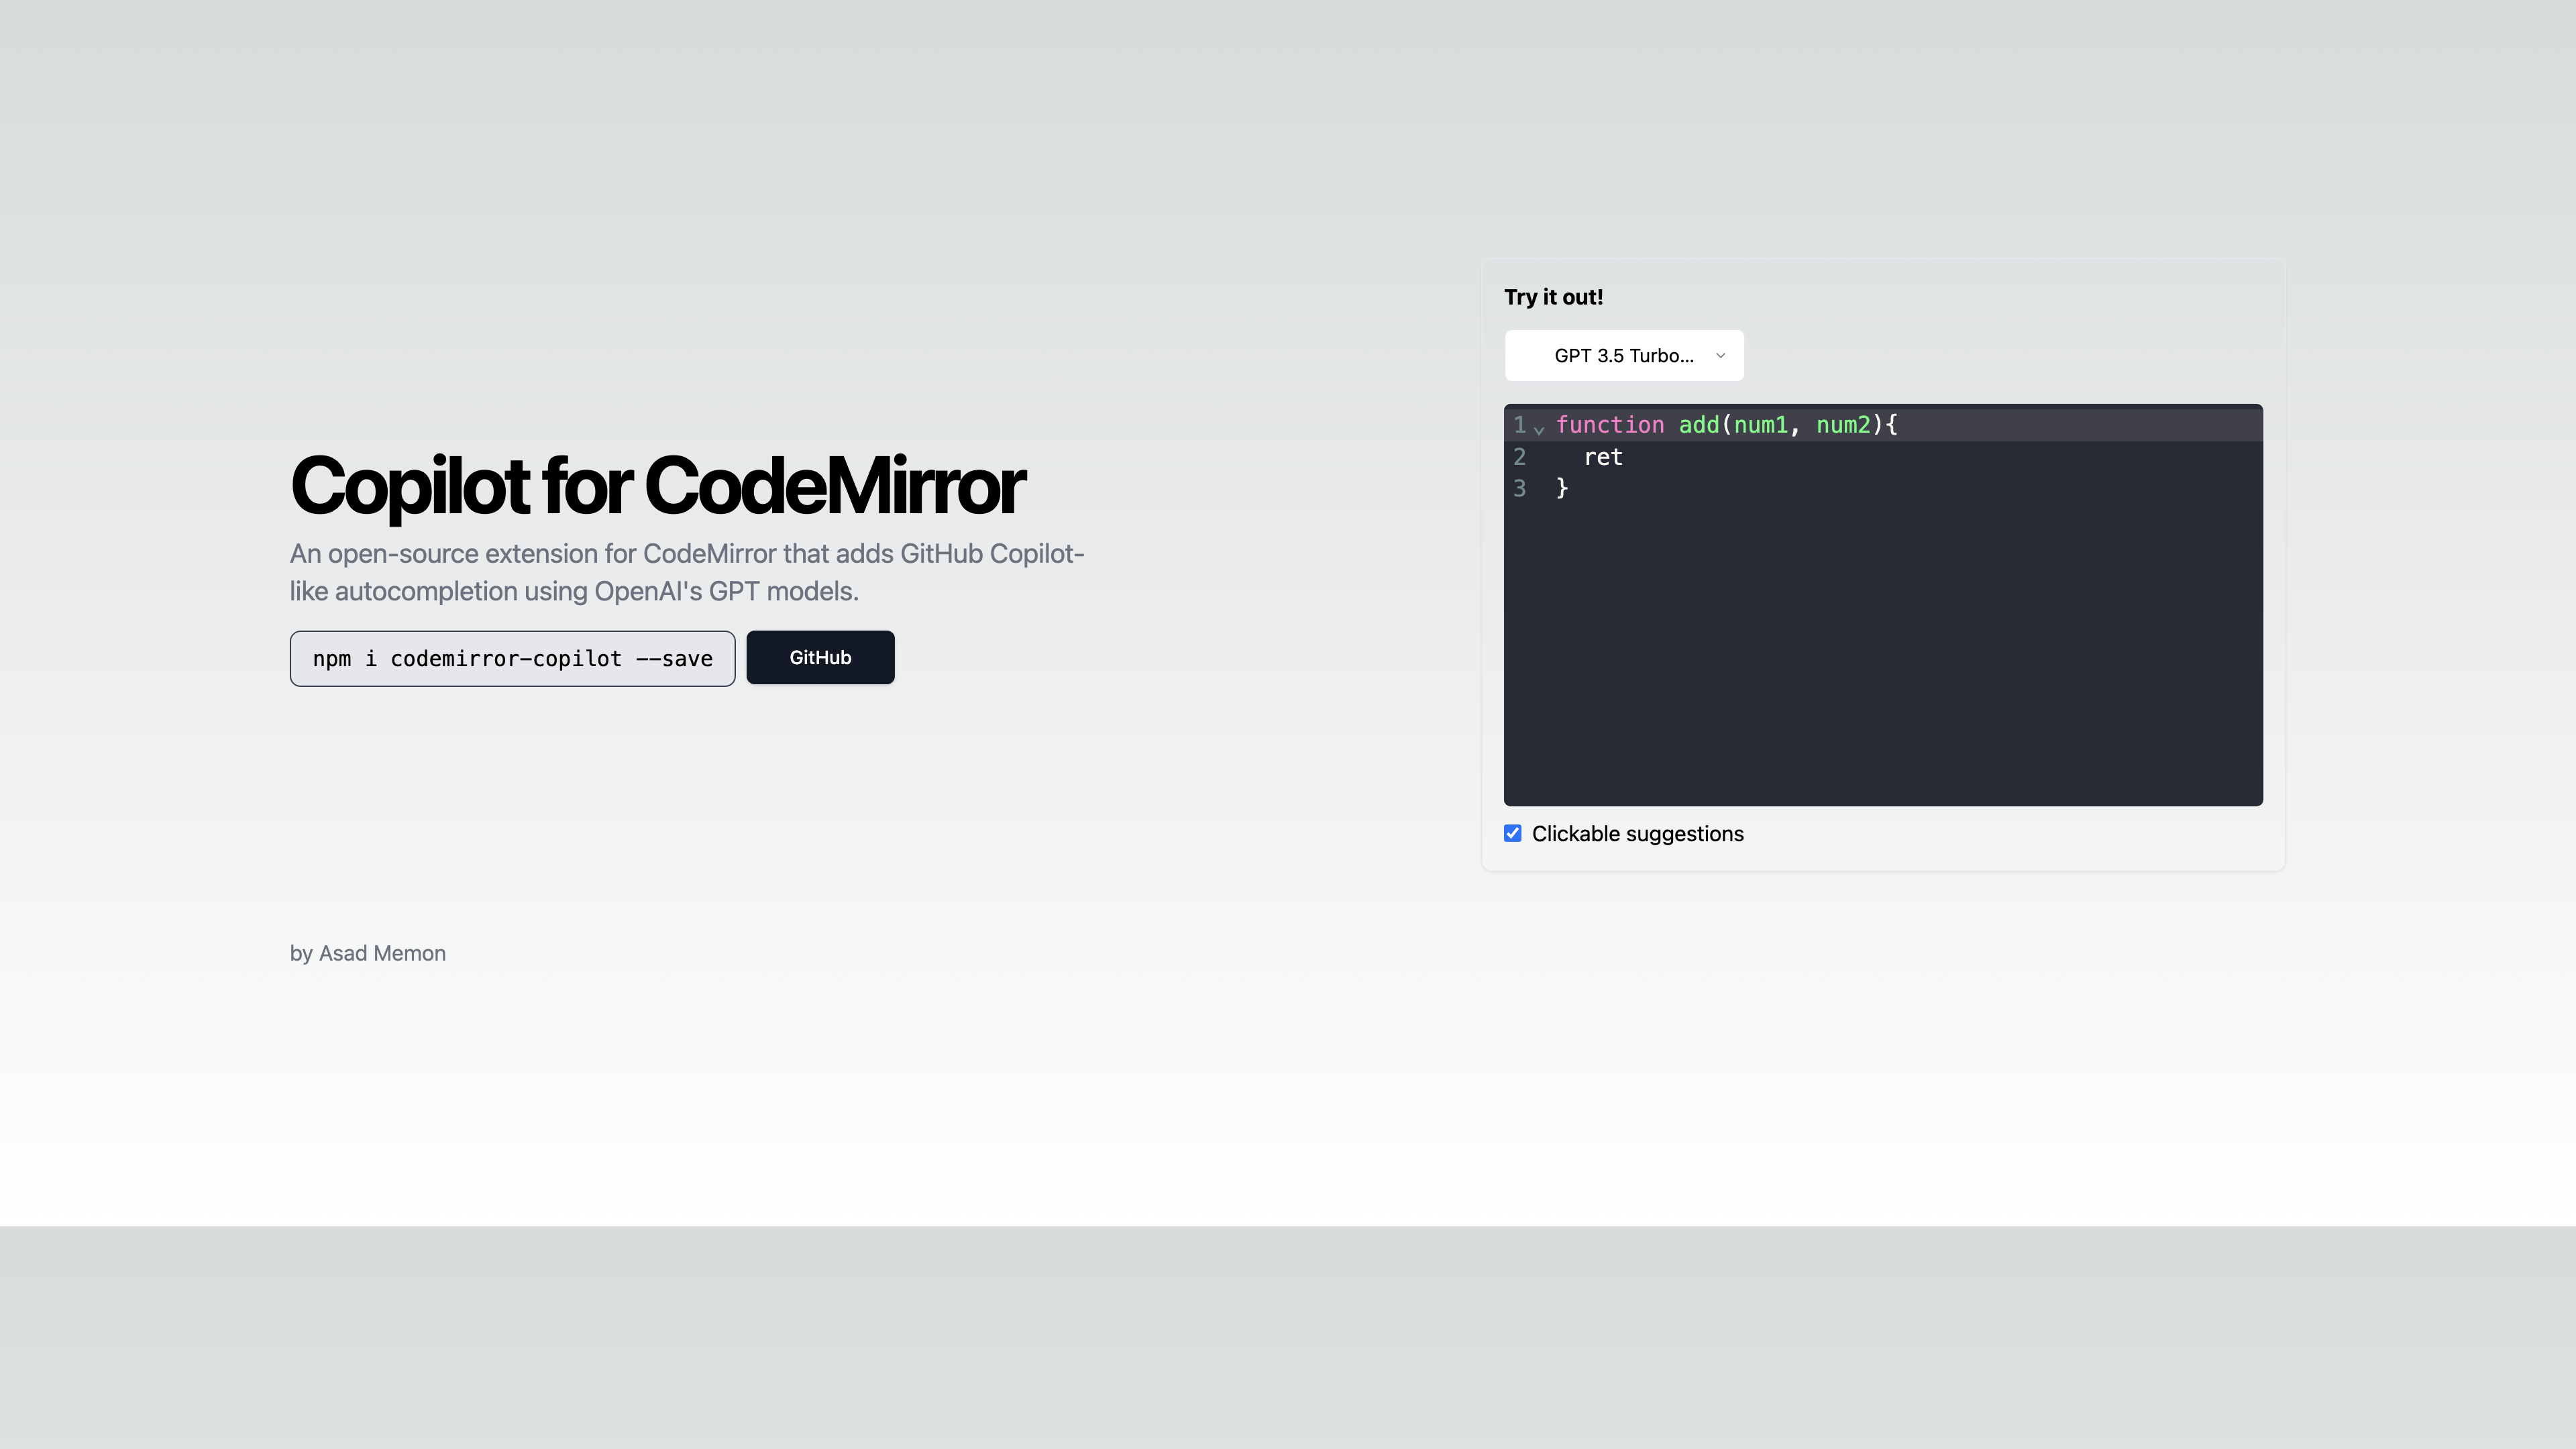 Copilot for CodeMirror
An open-source extension for CodeMirror that adds GitHub Copilot-
like autocompletion using OpenAI's GPT models.
npm i codemirror-copilot --save
GitHub
by Asad Memon
Try it out!
GPT 3.5 Turbo...
1 function add(num1, num2){
2   ret
3 }
Clickable suggestions